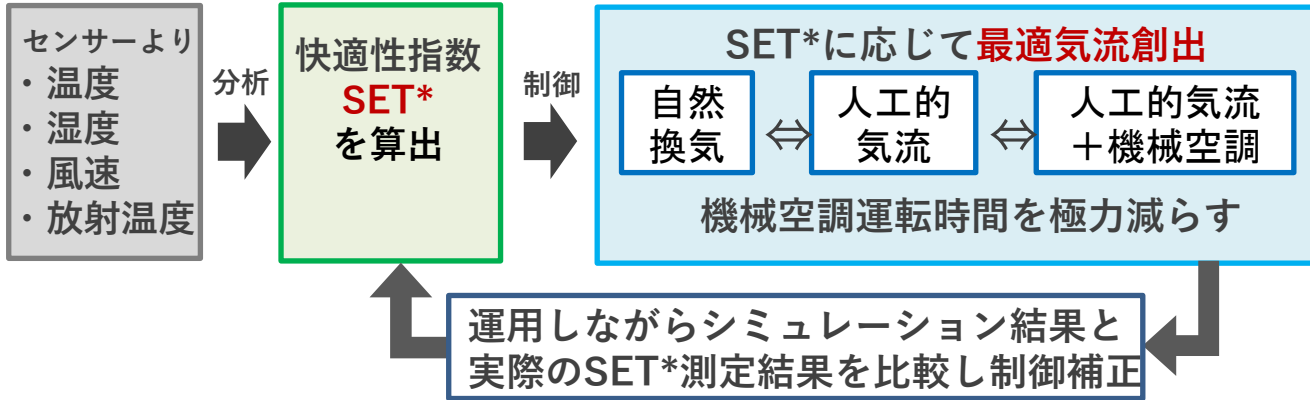 センサーより
・温度
・湿度
・風速
・放射温度
分析
快適性指数
SET*
を算出
制御
SET*に応じて最適気流創出
自然
換気
⇔
人工的
気流
⇔
人工的気流
＋機械空調
機械空調運転時間を極力減らす
運用しながらシミュレーション結果と
実際のSET*測定結果を比較し制御補正